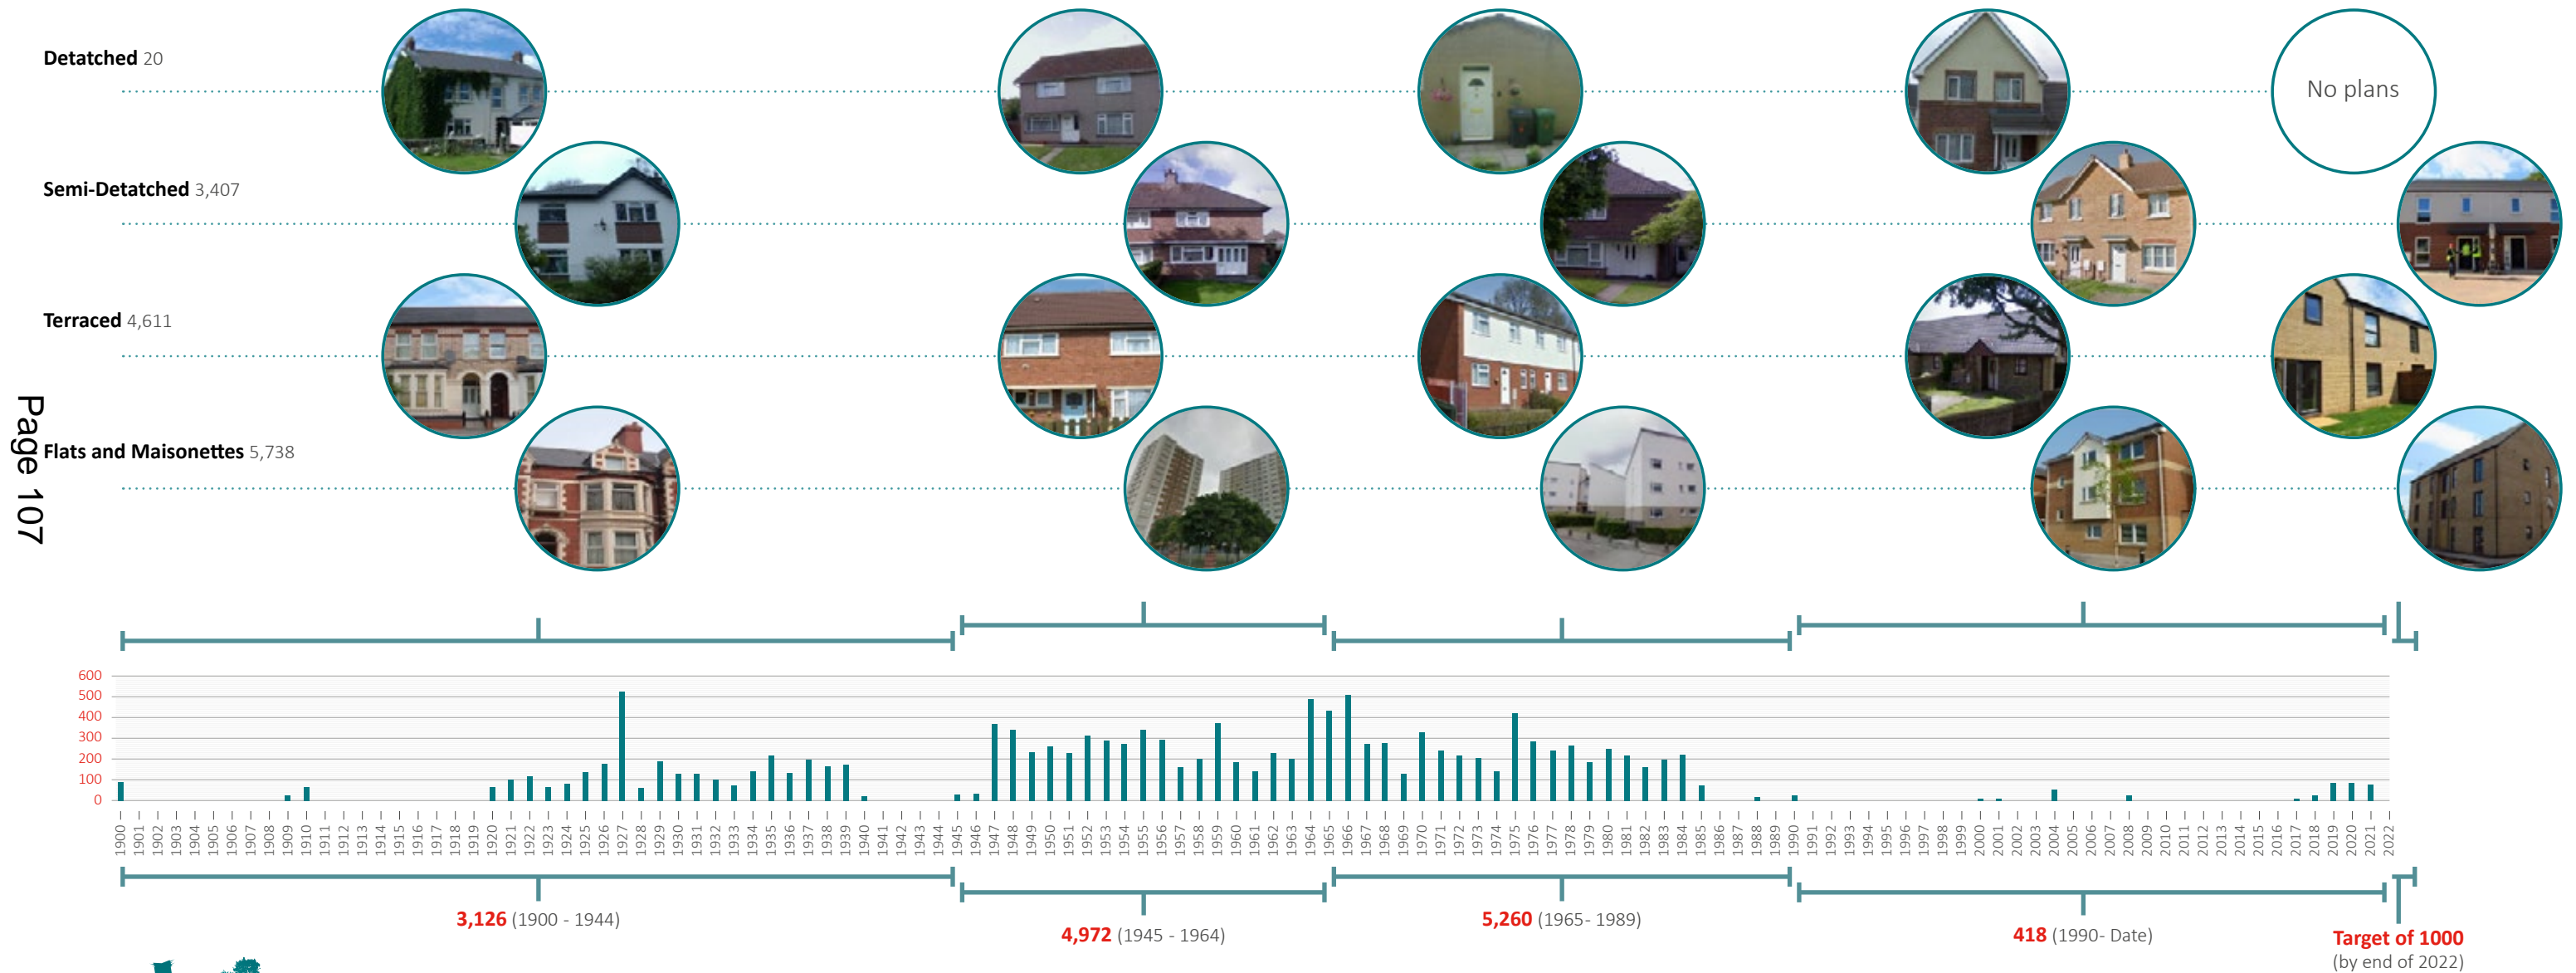 Detatched 20
No plans
Semi-Detatched 3,407
Terraced 4,611
Flats and Maisonettes 5,738
Page 107
600
500
400
300
200
100
0
1900 1901 1902 1903 1904 1905 1906 1907 1908 1909 1910 1911 1912 1913 1914 1915 1916 1917 1918 1919 1920 1921 1922 1923 1924 1925 1926 1927 1928 1929 1930 1931 1932 1933 1934 1935 1936 1937 1938 1939 1940 1941 1942 1943 1944 1945 1946 1947 1948 1949 1950 1951 1952 1953 1954 1955 1956 1957 1958 1959 1960 1961 1962 1963 1964 1965 1966 1967 1968 1969 1970 1971 1972 1973 1974 1975 1976 1977 1978 1979 1980 1981 1982 1983 1984 1985 1986 1987 1988 1989 1990 1991 1992 1993 1994 1995 1996 1997 1998 1999 2000 2001 2002 2003 2004 2005 2006 2007 2008 2009 2010 2011 2012 2013 2014 2015 2016 2017 2018 2019 2020 2021 2022
3,126 (1900 - 1944)
4,972 (1945 - 1964)
5,260 (1965- 1989)
418 (1990- Date)
Target of 1000
(by end of 2022)